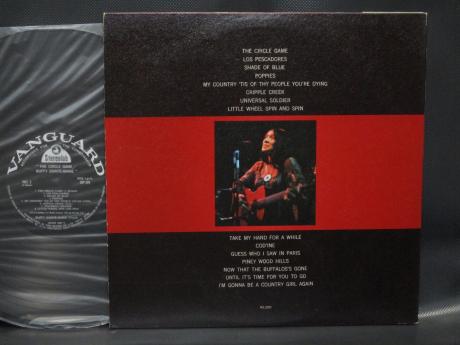 VANGUARD
Stereolab
THE CIRCLE GAME
BUFFY SAINTE-MARIE
THE CIRCLE GAME
LOS PESCADORES
SHADE OF BLUE
POPPIES
MY COUNTRY 'TIS OF THY PEOPLE YOU'RE DYING
CRIPPLE CREEK
UNIVERSAL SOLDIER
LITTLE WHEEL SPIN AND SPIN
TAKE MY HAND FOR A WHILE
COD'INE
GUESS WHO I SAW IN PARIS
PINEY WOOD HILLS
NOW THAT THE BUFFALO'S GONE
UNTIL IT'S TIME FOR YOU TO GO
I'M GONNA BE A COUNTRY GIRL AGAIN